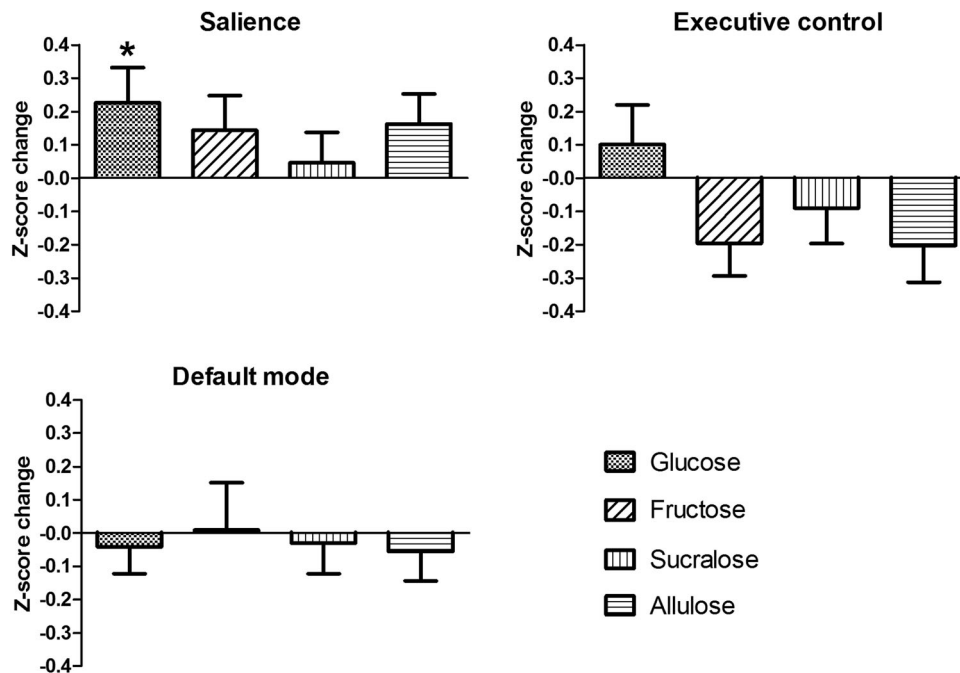 Salience
*
Z-score change
0.4
0.3
0.2
0.1
-0.0
-0.1
-0.2
-0.3
-0.4
Executive control
Z-score change
0.4
0.3
0.2
0.1
-0.0
-0.1
-0.2
-0.3
-0.4
Default mode
Z-score change
0.4
0.3
0.2
0.1
-0.0
-0.1
-0.2
-0.3
-0.4
Glucose
Fructose
Sucralose
Allulose